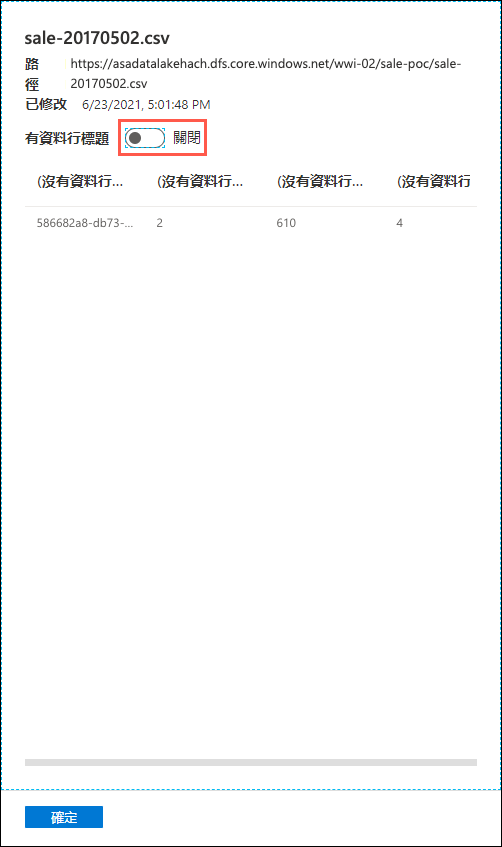 sale-20170502.csv
路徑 https://asadatalakehach.dfs.core.windows.net/wwi-02/sale-poc/sale-
20170502.csv
已修改 6/23/2021, 5:01:48 PM
有資料行標題 關閉
(沒有資料行... (沒有資料行... (沒有資料行... (沒有資料行
586682a8-db73-... 2 610 4
確定